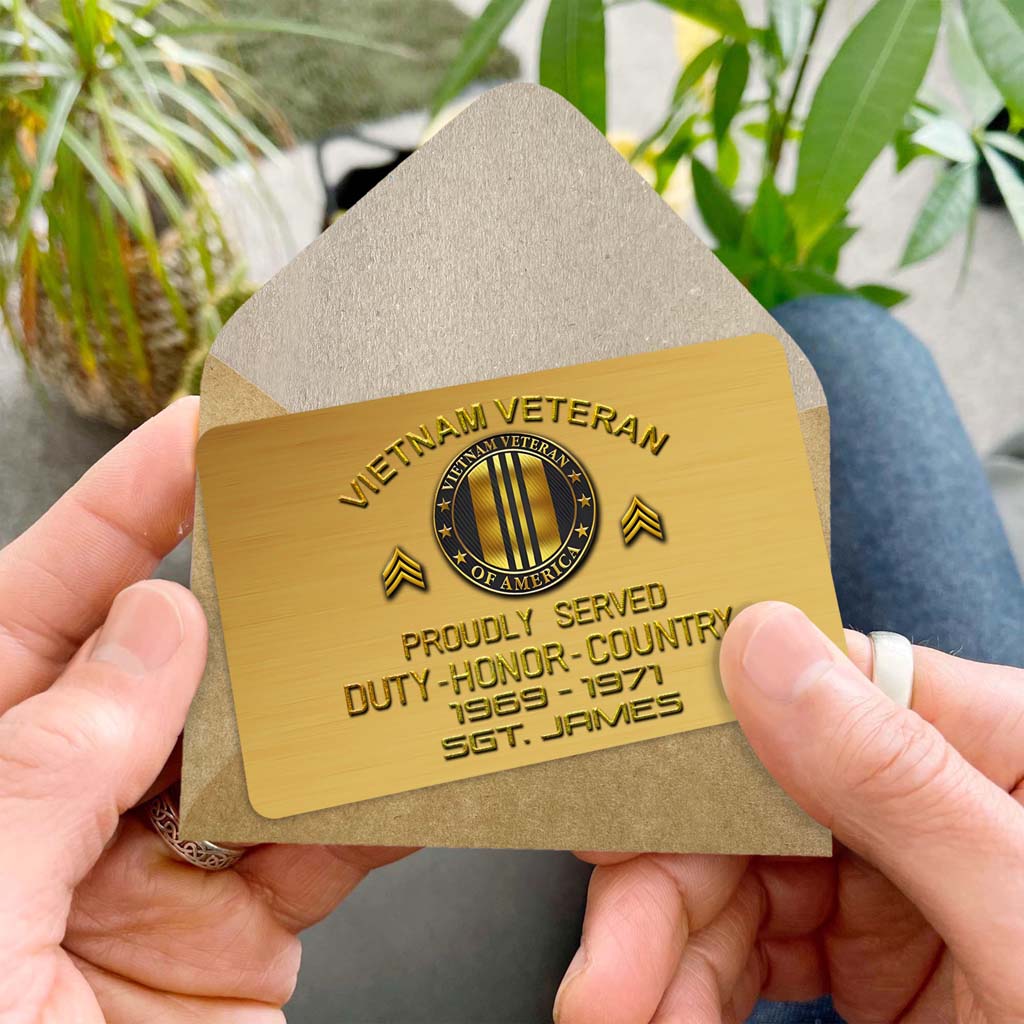 VIETNAM VETERAN
VIETNAM VETERAN
OF AMERICA
PROUDLY SERVED
DUTY-HONOR-COUNTRY
1969 - 1971
SGT. JAMES